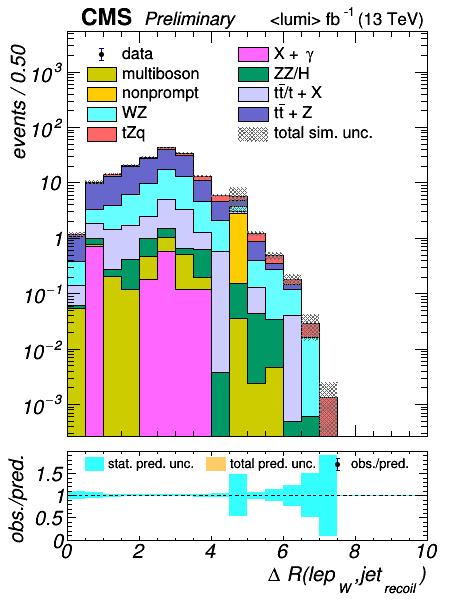 CMS Preliminary <lumi> fb⁻¹ (13 TeV)
events / 0.50
10³
10²
10
1
10⁻¹
10⁻²
10⁻³
data
multiboson
nonprompt
WZ
tZq
X + γ
ZZ/H
tt̄/t + X
tt̄ + Z
total sim. unc.
obs./pred.
1.5
1
0.5
0
stat. pred. unc. total pred. unc. obs./pred.
0 2 4 6 8 10
Δ R(lep_W,jet_recoil)